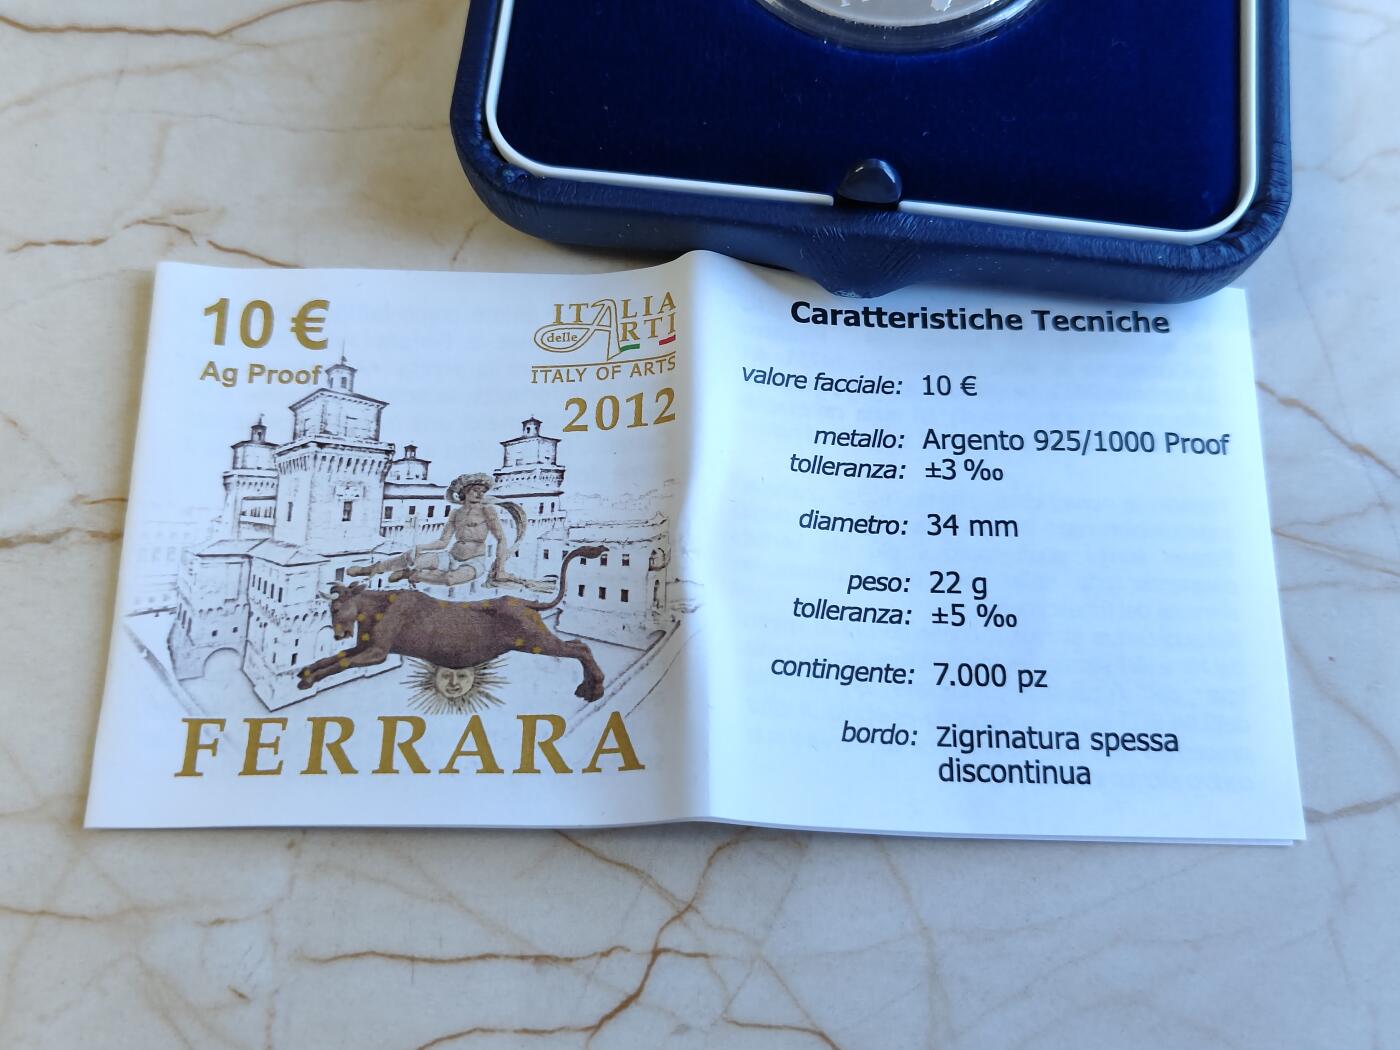 10 €
Ag Proof
ITALIA
delle ARTI
ITALY OF ARTS
2012
FERRARA
Caratteristiche Tecniche
valore facciale: 10 €
metallo: Argento 925/1000 Proof
tolleranza: ±3 ‰
diametro: 34 mm
peso: 22 g
tolleranza: ±5 ‰
contingente: 7.000 pz
bordo: Zigrinatura spessa
discontinua